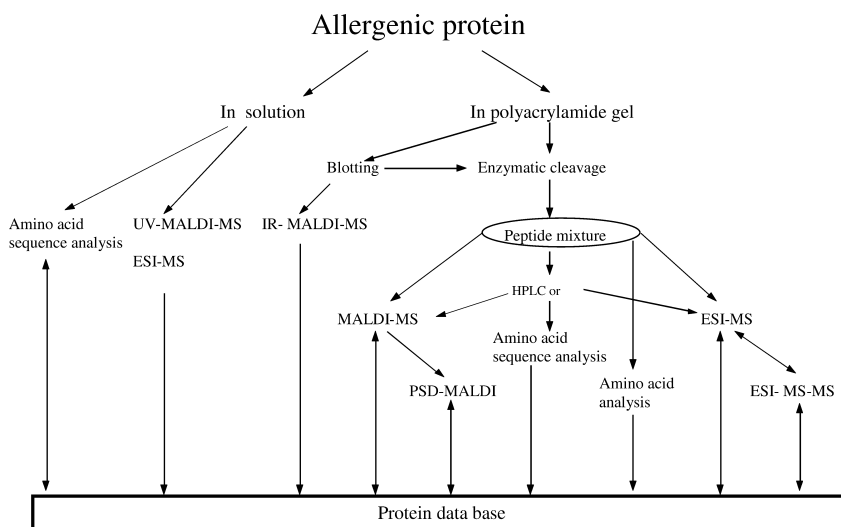 Allergenic protein
In solution
In polyacrylamide gel
Blotting
Enzymatic cleavage
Amino acid
sequence analysis
UV-MALDI-MS
ESI-MS
IR- MALDI-MS
Peptide mixture
HPLC or
MALDI-MS
ESI-MS
Amino acid
sequence analysis
PSD-MALDI
Amino acid
analysis
ESI- MS-MS
Protein data base